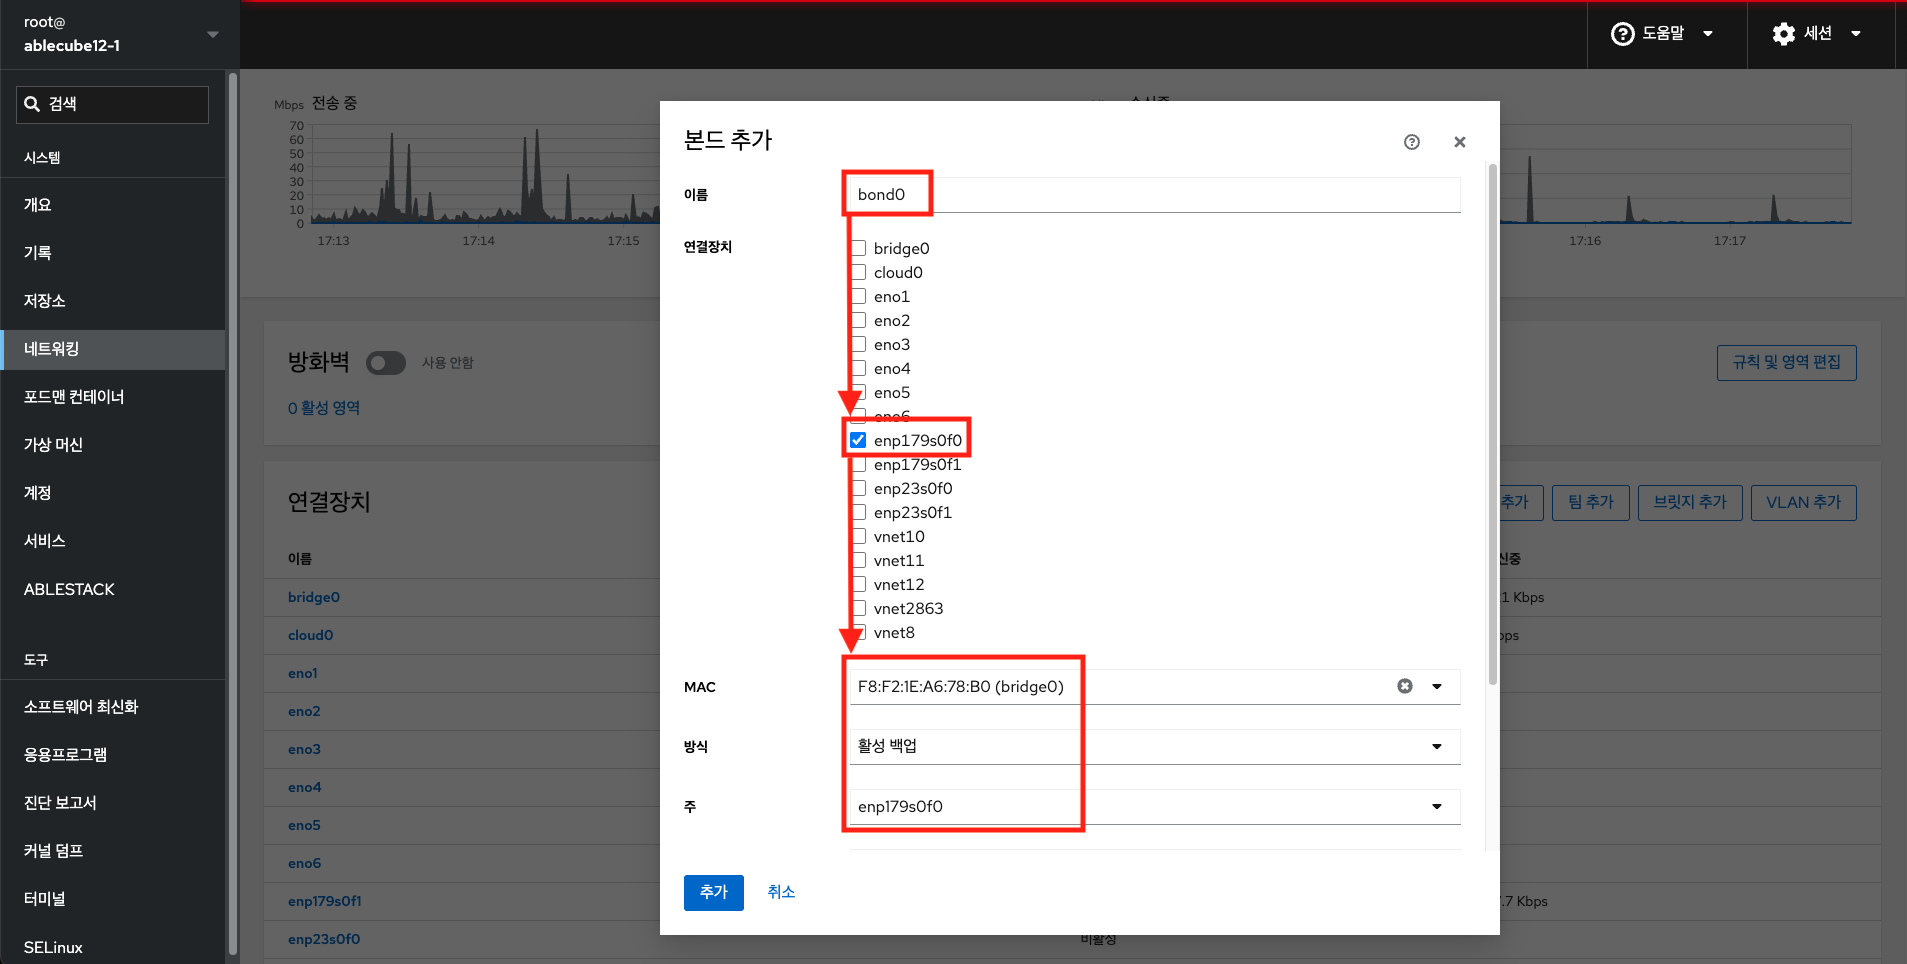 root@
ablecube12-1
도움말
세션
검색
시스템
개요
기록
저장소
네트워킹
포드맨 컨테이너
가상 머신
계정
서비스
ABLESTACK
도구
소프트웨어 최신화
응용프로그램
진단 보고서
커널 덤프
터미널
SELinux
Mbps 전송 중
70
60
50
40
30
20
10
0
17:13
17:14
17:15
17:16
17:17
방화벽
사용 안함
규칙 및 영역 편집
0 활성 영역
연결장치
추가
팀 추가
브릿지 추가
VLAN 추가
이름
bridge0
cloud0
eno1
eno2
eno3
eno4
eno5
eno6
enp179s0f1
enp23s0f0
비활성
본드 추가
이름
bond0
연결장치
bridge0
cloud0
eno1
eno2
eno3
eno4
eno5
eno6
enp179s0f0
enp179s0f1
enp23s0f0
enp23s0f1
vnet10
vnet11
vnet12
vnet2863
vnet8
MAC
F8:F2:1E:A6:78:B0 (bridge0)
방식
활성 백업
주
enp179s0f0
추가
취소